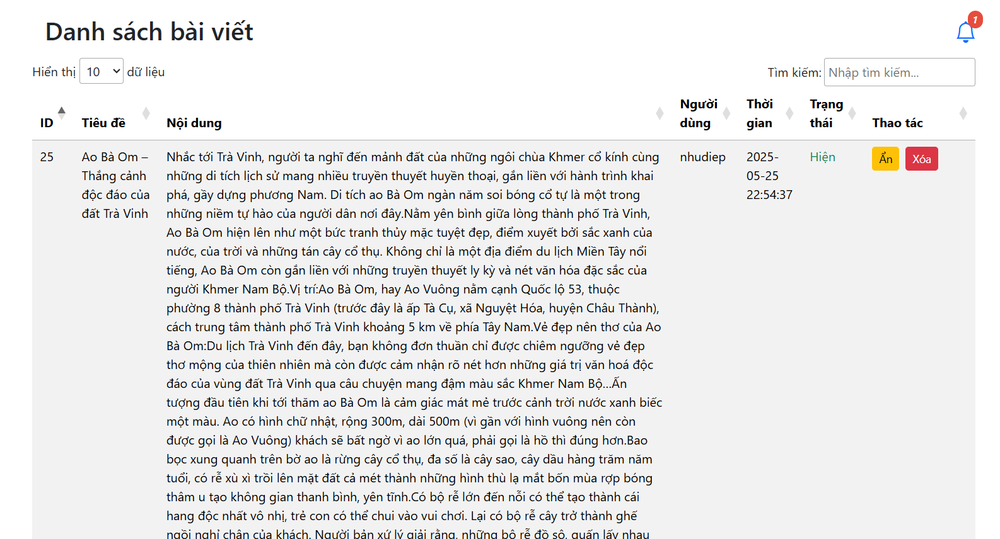 Danh sách bài viết
1
Hiển thị 10 dữ liệu
Tìm kiếm: Nhập tìm kiếm...
ID Tiêu đề Nội dung Người dùng Thời gian Trạng thái Thao tác
25
Ao Bà Om –
Thắng cảnh
độc đáo của
đất Trà Vinh
Nhắc tới Trà Vinh, người ta nghĩ đến mảnh đất của những ngôi chùa Khmer cổ kính cùng
những di tích lịch sử mang nhiều truyền thuyết huyền thoại, gắn liền với hành trình khai
phá, gầy dựng phương Nam. Di tích ao Bà Om ngàn năm soi bóng cổ tự là một trong
những niềm tự hào của người dân nơi đây.Nằm yên bình giữa lòng thành phố Trà Vinh,
Ao Bà Om hiện lên như một bức tranh thủy mặc tuyệt đẹp, điểm xuyết bởi sắc xanh của
nước, của trời và những tán cây cổ thụ. Không chỉ là một địa điểm du lịch Miền Tây nổi
tiếng, Ao Bà Om còn gắn liền với những truyền thuyết ly kỳ và nét văn hóa đặc sắc của
người Khmer Nam Bộ.Vị trí:Ao Bà Om, hay Ao Vuông nằm cạnh Quốc lộ 53, thuộc
phường 8 thành phố Trà Vinh (trước đây là ấp Tà Cụ, xã Nguyệt Hóa, huyện Châu Thành),
cách trung tâm thành phố Trà Vinh khoảng 5 km về phía Tây Nam.Vẻ đẹp nên thơ của Ao
Bà Om:Du lịch Trà Vinh đến đây, bạn không đơn thuần chỉ được chiêm ngưỡng vẻ đẹp
thơ mộng của thiên nhiên mà còn được cảm nhận rõ nét hơn những giá trị văn hoá độc
đáo của vùng đất Trà Vinh qua câu chuyện mang đậm màu sắc Khmer Nam Bộ...Ấn
tượng đầu tiên khi tới thăm ao Bà Om là cảm giác mát mẻ trước cảnh trời nước xanh biếc
một màu. Ao có hình chữ nhật, rộng 300m, dài 500m (vì gần với hình vuông nên còn
được gọi là Ao Vuông) khách sẽ bất ngờ vì ao lớn quá, phải gọi là hồ thì đúng hơn.Bao
bọc xung quanh trên bờ ao là rừng cây cổ thụ, đa số là cây sao, cây dầu hàng trăm năm
tuổi, có rễ xù xì trồi lên mặt đất cả mét thành những hình thù lạ mắt bốn mùa rợp bóng
thâm u tạo không gian thanh bình, yên tĩnh.Có bộ rễ lớn đến nỗi có thể tạo thành cái
hang độc nhất vô nhị, trẻ con có thể chui vào vui chơi. Lại có bộ rễ cây trở thành ghế
ngồi nghỉ chân của khách. Người bản xứ lý giải rằng, những bộ rễ đồ sộ, quấn lấy nhau
nhudiep
2025-
05-25
22:54:37
Hiện
Ẩn Xóa